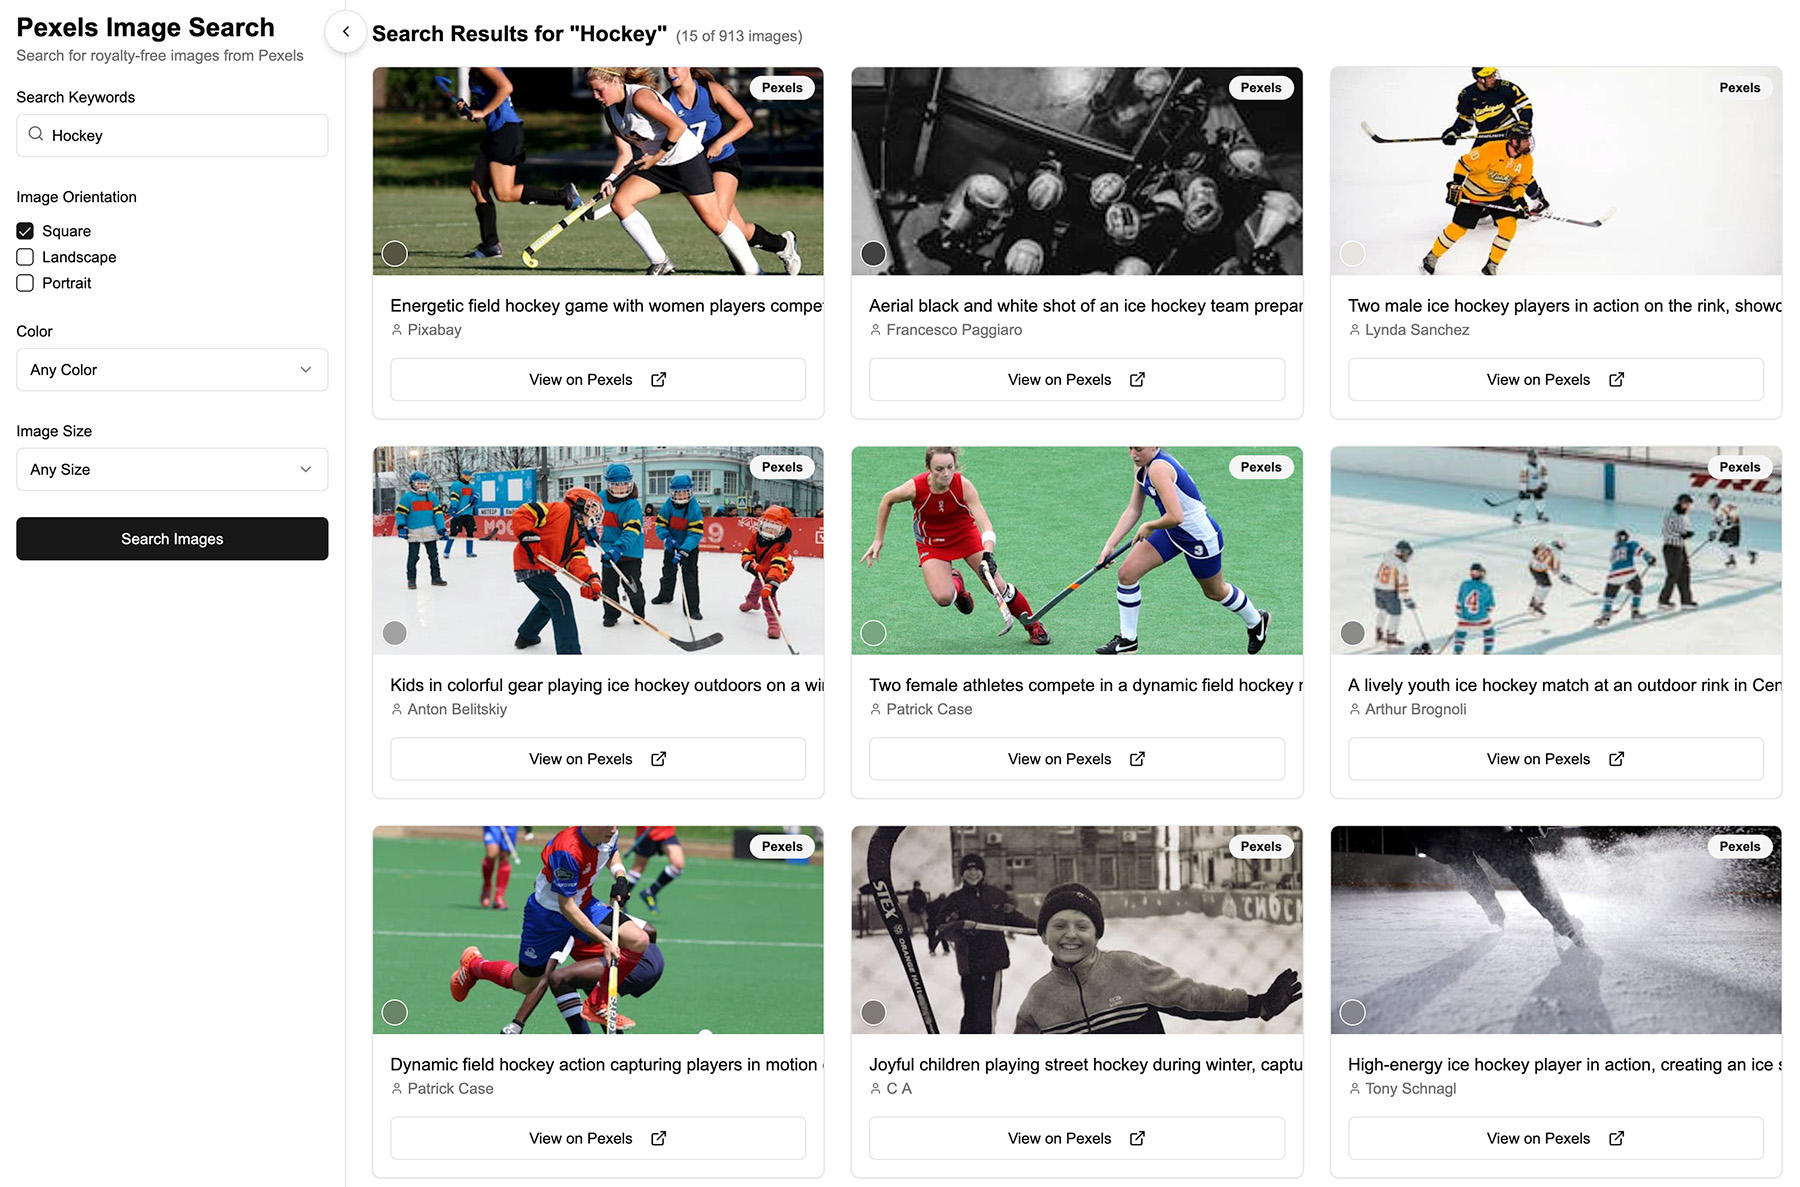 Pexels Image Search
Search for royalty-free images from Pexels
Search Keywords
Hockey
Image Orientation
Square
Landscape
Portrait
Color
Any Color
Image Size
Any Size
Search Images
Search Results for "Hockey" (15 of 913 images)
Pexels
7
Energetic field hockey game with women players compe
Pixabay
View on Pexels
Pexels
Aerial black and white shot of an ice hockey team prepar
Francesco Paggiaro
View on Pexels
Pexels
A
Two male ice hockey players in action on the rink, showc
Lynda Sanchez
View on Pexels
Pexels
9
Kids in colorful gear playing ice hockey outdoors on a wi
Anton Belitskiy
View on Pexels
Pexels
3
Two female athletes compete in a dynamic field hockey
Patrick Case
View on Pexels
Pexels
4
A lively youth ice hockey match at an outdoor rink in Cen
Arthur Brognoli
View on Pexels
Pexels
GRAYS
Dynamic field hockey action capturing players in motion
Patrick Case
View on Pexels
Pexels
STEX
ORANGE HAIL
Joyful children playing street hockey during winter, captu
C A
View on Pexels
Pexels
High-energy ice hockey player in action, creating an ice s
Tony Schnagl
View on Pexels